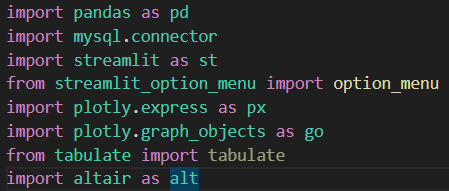 import pandas as pd
import mysql.connector
import streamlit as st
from streamlit_option_menu import option_menu
import plotly.express as px
import plotly.graph_objects as go
from tabulate import tabulate
import altair as alt